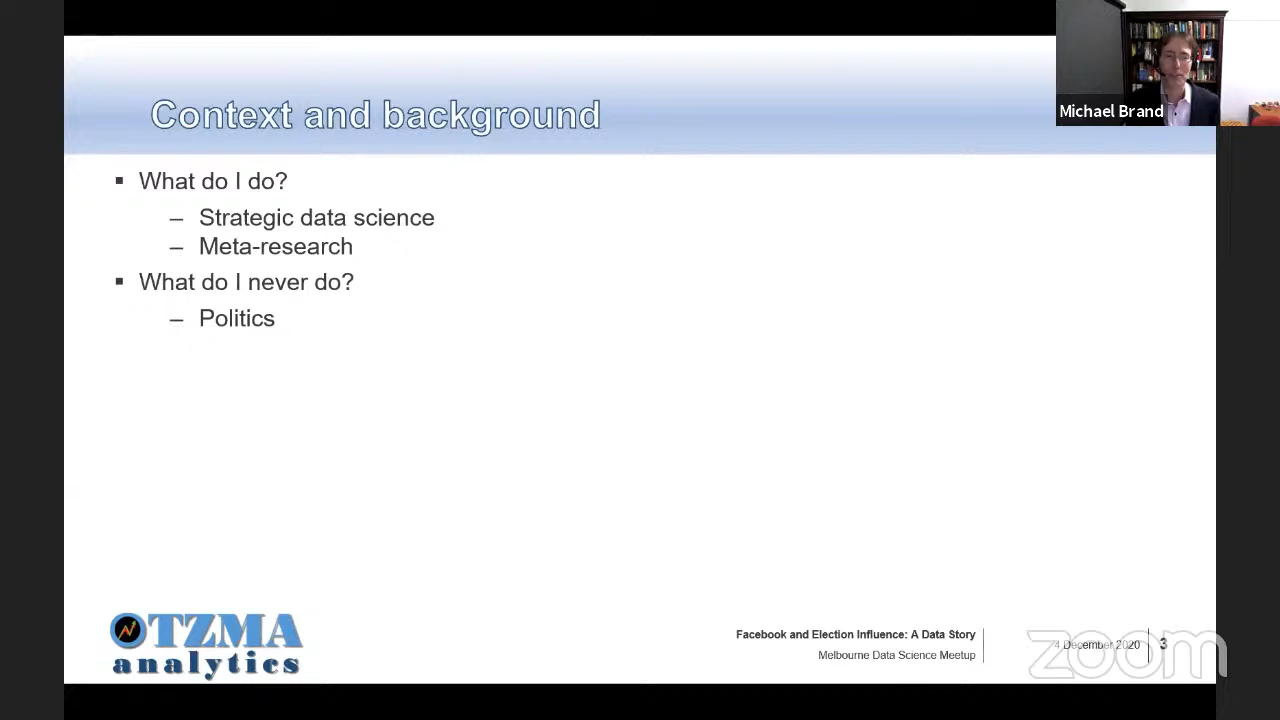 Context and background
Michael Brand
▪ What do I do?
– Strategic data science
– Meta-research
▪ What do I never do?
– Politics
OTZMA
analytics
Facebook and Election Influence: A Data Story
Melbourne Data Science Meetup
4 December 2020
3
zoom